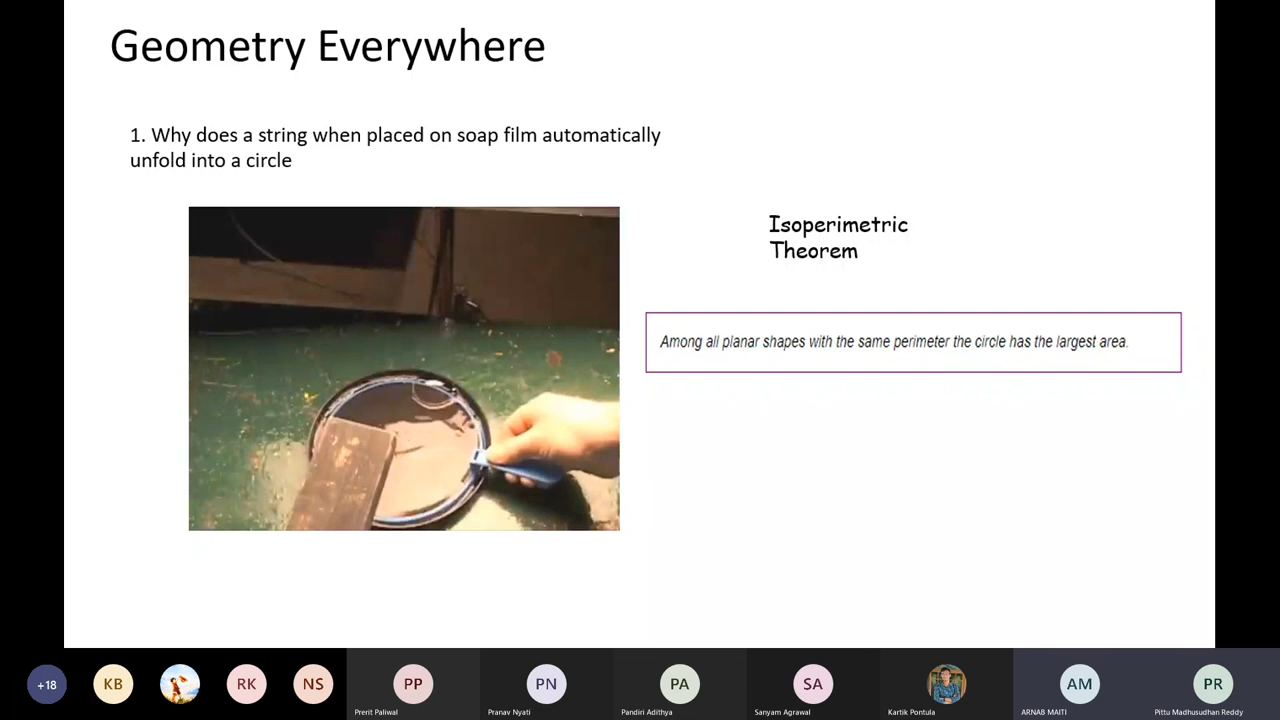 Geometry Everywhere
1. Why does a string when placed on soap film automatically
unfold into a circle
Isoperimetric
Theorem
Among all planar shapes with the same perimeter the circle has the largest area.
+18
KB
RK
NS
PP
PN
PA
SA
AM
PR
Prerit Paliwal
Pranav Nyati
Pandiri Adithya
Sanyam Agrawal
Kartik Pontula
ARNAB MAITI
Pittu Madhusudhan Reddy